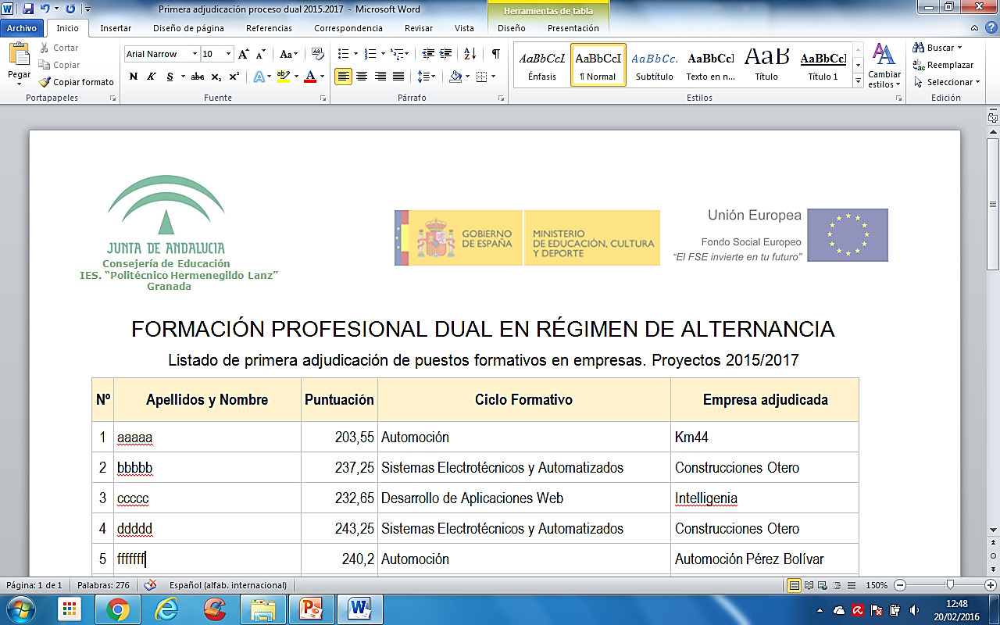 Primera adjudicación proceso dual 2015.2017 - Microsoft Word
Herramientas de tabla
Archivo Inicio Insertar Diseño de página Referencias Correspondencia Revisar Vista Diseño Presentación
Pegar
Cortar
Copiar
Copiar formato
Portapapeles
Arial Narrow 10
N K S abc x₂ x²
Fuente
Párrafo
AaBbCcI AaBbCcI AaBbCc. AaBbCcl AaB AaBbCcl
Énfasis ¶ Normal Subtítulo Texto en n... Título Título 1
Estilos
Cambiar estilos
Buscar
Reemplazar
Seleccionar
Edición
JUNTA DE ANDALUCIA
Consejería de Educación
IES. “Politécnico Hermenegildo Lanz”
Granada
GOBIERNO
DE ESPAÑA
MINISTERIO
DE EDUCACIÓN, CULTURA
Y DEPORTE
Unión Europea
Fondo Social Europeo
“El FSE invierte en tu futuro”
FORMACIÓN PROFESIONAL DUAL EN RÉGIMEN DE ALTERNANCIA
Listado de primera adjudicación de puestos formativos en empresas. Proyectos 2015/2017
Nº Apellidos y Nombre Puntuación Ciclo Formativo Empresa adjudicada
1 aaaaa 203,55 Automoción Km44
2 bbbbb 237,25 Sistemas Electrotécnicos y Automatizados Construcciones Otero
3 ccccc 232,65 Desarrollo de Aplicaciones Web Intelligenia
4 ddddd 243,25 Sistemas Electrotécnicos y Automatizados Construcciones Otero
5 fffffff 240,2 Automoción Automoción Pérez Bolívar
Página: 1 de 1 Palabras: 276 Español (alfab. internacional) 150%
12:48
20/02/2016